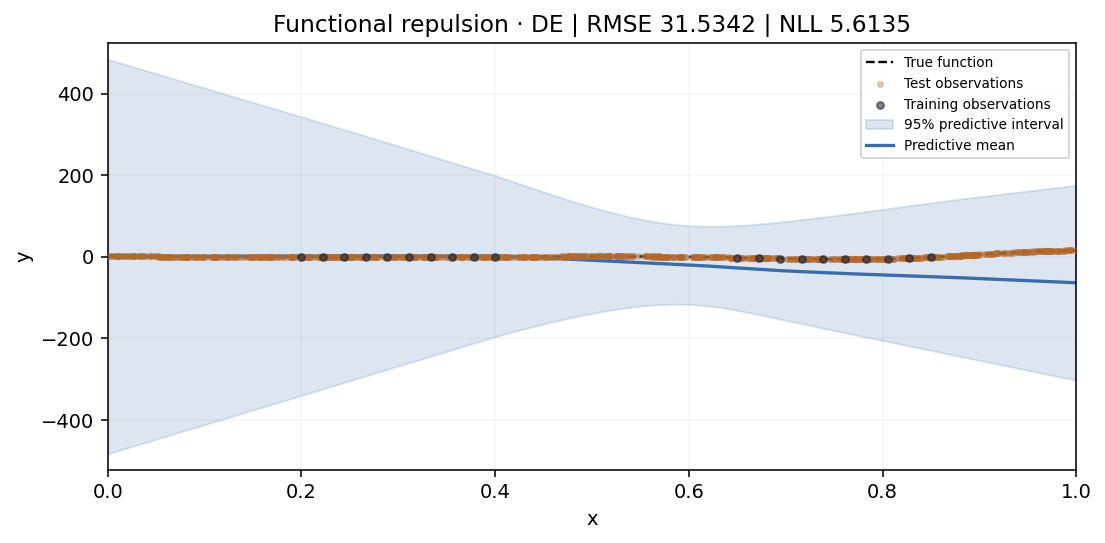 Functional repulsion · DE | RMSE 31.5342 | NLL 5.6135
True function
Test observations
Training observations
95% predictive interval
Predictive mean
y
400
200
0
−200
−400
0.0
0.2
0.4
0.6
0.8
1.0
x